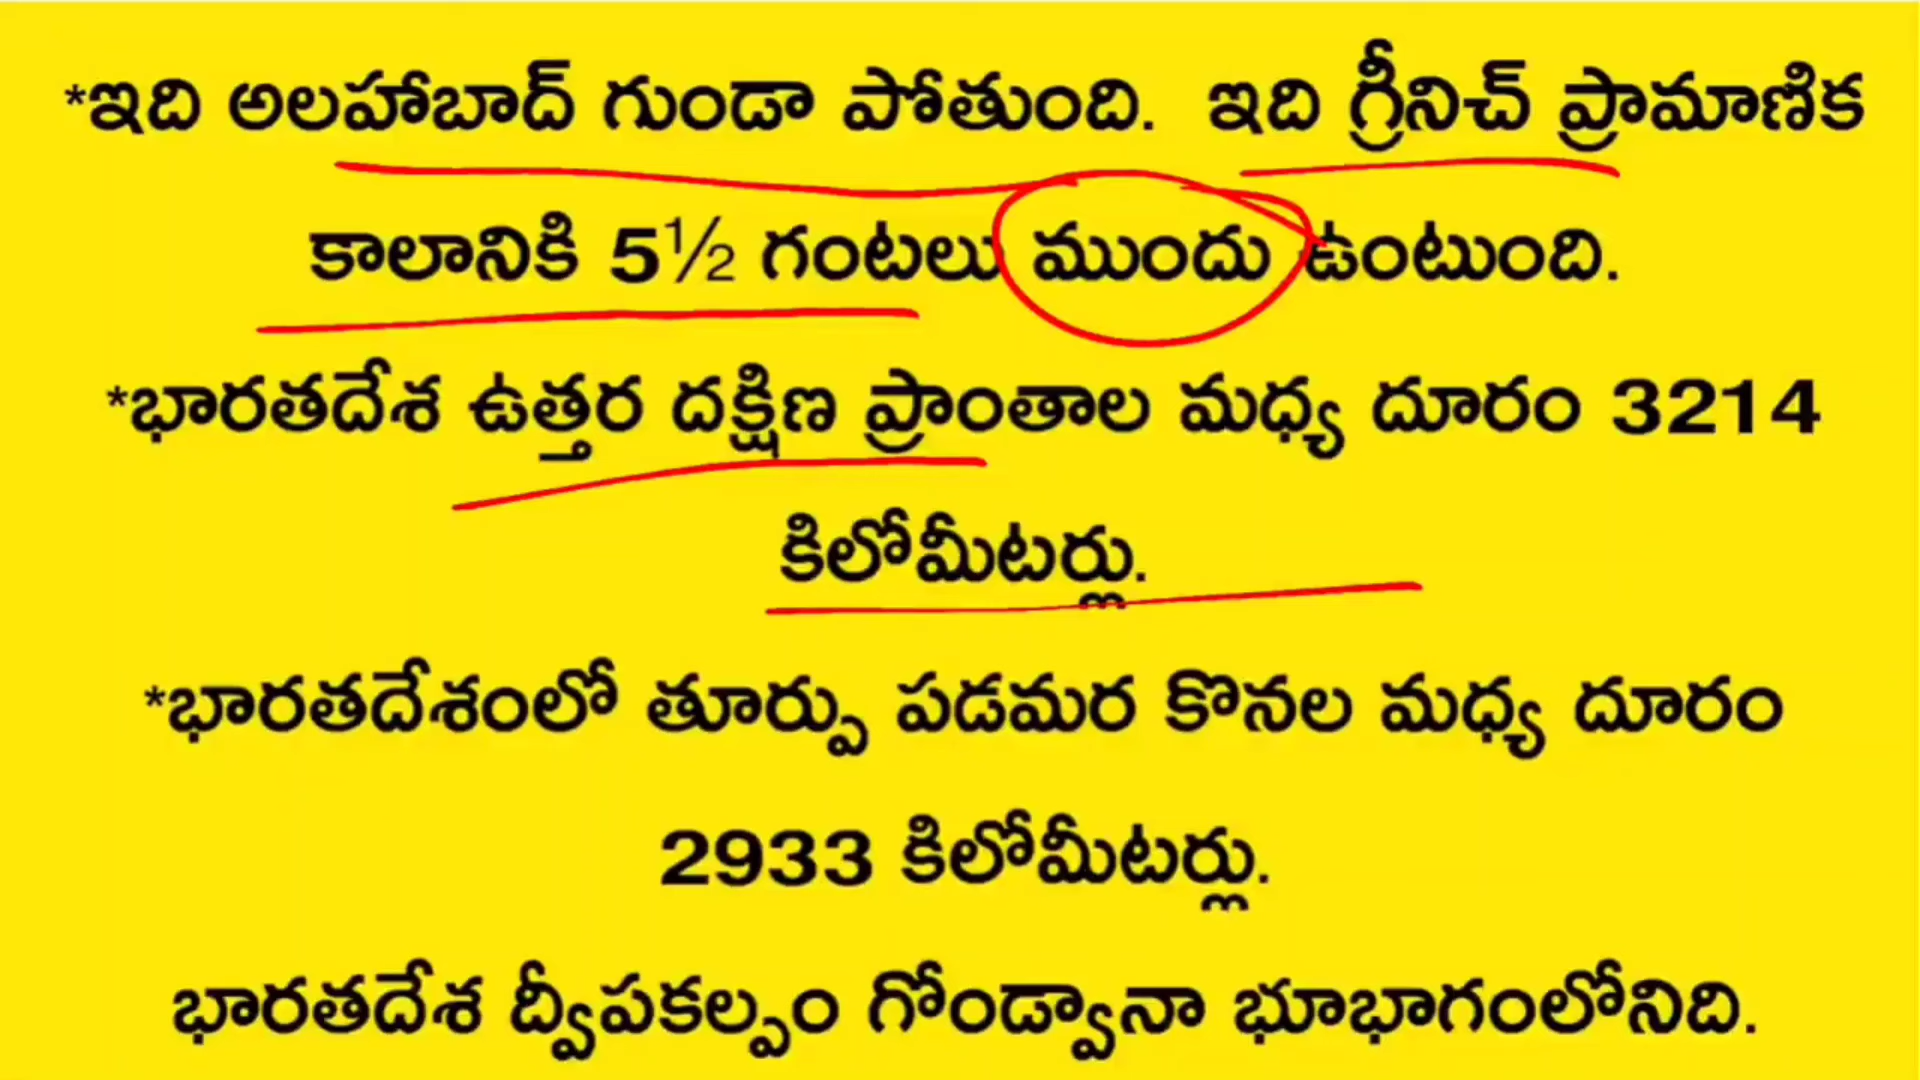 *ఇది అలహాబాద్ గుండా పోతుంది. ఇది గ్రీనిచ్ ప్రామాణిక
కాలానికి 5½ గంటలు ముందు ఉంటుంది.
*భారతదేశ ఉత్తర దక్షిణ ప్రాంతాల మధ్య దూరం 3214
కిలోమీటర్లు.
*భారతదేశంలో తూర్పు పడమర కొనల మధ్య దూరం
2933 కిలోమీటర్లు.
భారతదేశ ద్వీపకల్పం గోండ్వానా భూభాగంలోనిది.